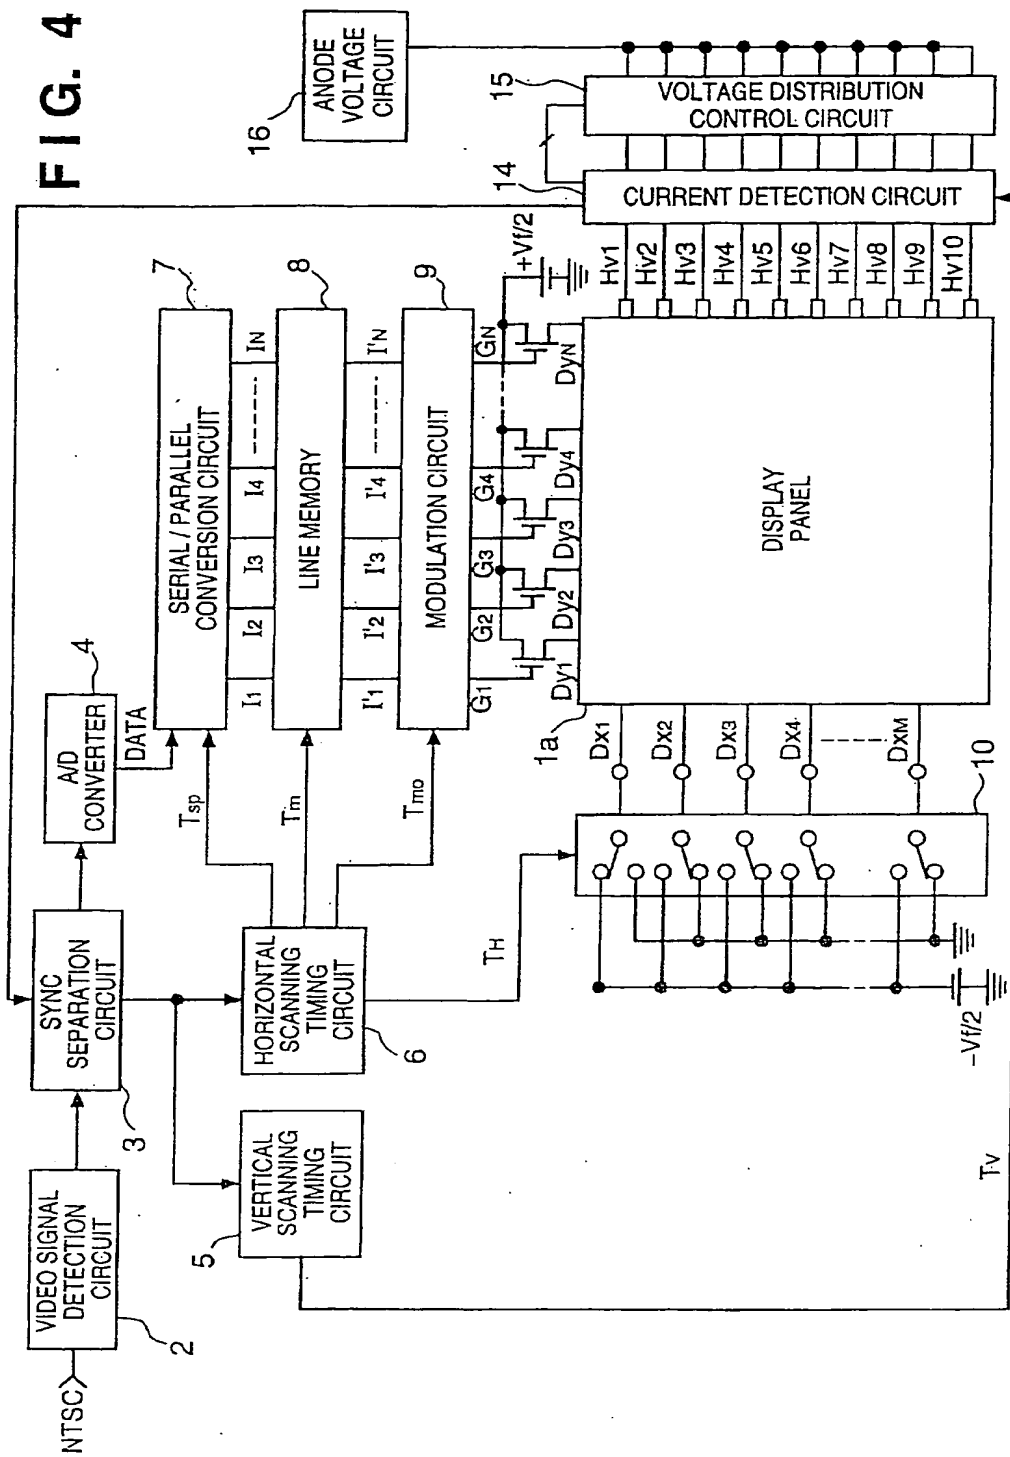 FIG. 4
NTSC
VIDEO SIGNAL
DETECTION
CIRCUIT
2
SYNC
SEPARATION
CIRCUIT
3
A/D
CONVERTER
4
DATA
VERTICAL
SCANNING
TIMING
CIRCUIT
5
HORIZONTAL
SCANNING
TIMING
CIRCUIT
6
Tsp
Tm
Tmo
TH
TV
SERIAL / PARALLEL
CONVERSION CIRCUIT
7
I1 I2 I3 I4 IN
LINE MEMORY
8
I'1 I'2 I'3 I'4 I'N
MODULATION CIRCUIT
9
G1 G2 G3 G4 GN
+Vf/2
Dy1 Dy2 Dy3 Dy4 DyN
1a
DISPLAY
PANEL
Dx1
Dx2
Dx3
Dx4
DxM
10
-Vf/2
Hv1
Hv2
Hv3
Hv4
Hv5
Hv6
Hv7
Hv8
Hv9
Hv10
CURRENT DETECTION CIRCUIT
14
VOLTAGE DISTRIBUTION
CONTROL CIRCUIT
15
ANODE
VOLTAGE
CIRCUIT
16